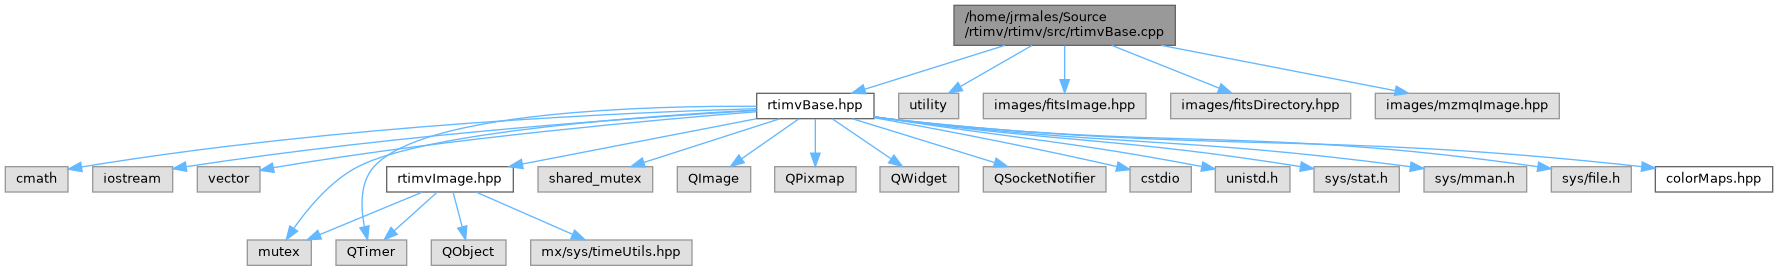 /home/jrmales/Source
/rtimv/rtimv/src/rtimvBase.cpp
rtimvBase.hpp
utility
images/fitsImage.hpp
images/fitsDirectory.hpp
images/mzmqImage.hpp
cmath
iostream
vector
rtimvImage.hpp
shared_mutex
QImage
QPixmap
QWidget
QSocketNotifier
cstdio
unistd.h
sys/stat.h
sys/mman.h
sys/file.h
colorMaps.hpp
mutex
QTimer
QObject
mx/sys/timeUtils.hpp